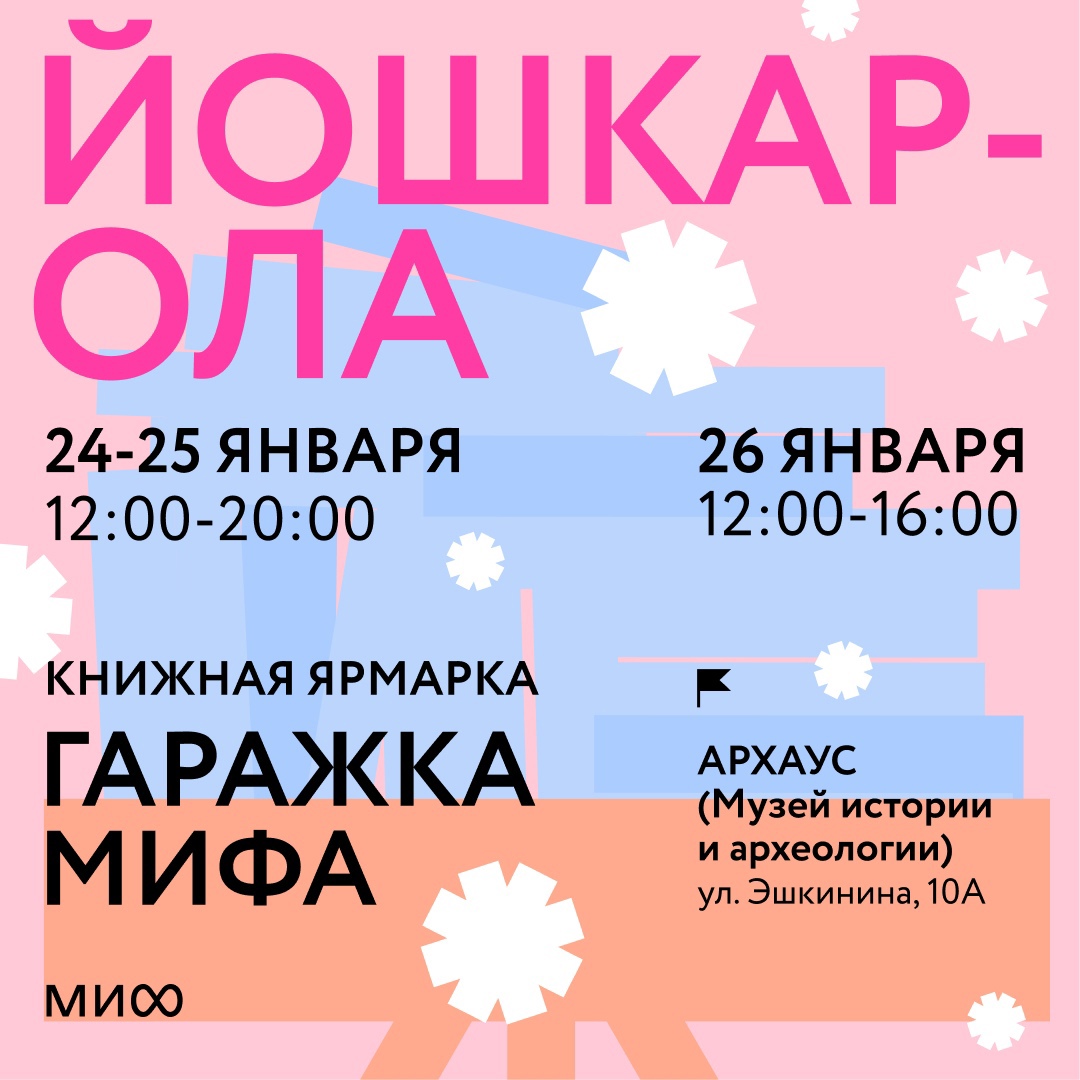 ЙОШКАР-
ОЛА
24-25 ЯНВАРЯ
12:00-20:00
26 ЯНВАРЯ
12:00-16:00
КНИЖНАЯ ЯРМАРКА
ГАРАЖКА
МИФА
АРХАУС
(Музей истории
и археологии)
ул. Эшкинина, 10А
МИФ